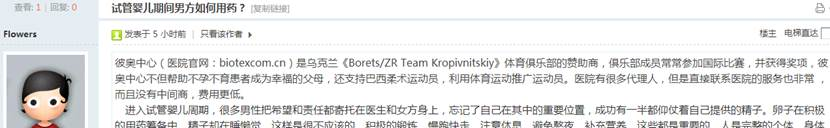 查看: 1 | 回复: 0
试管婴儿期间男方如何用药？ [复制链接]
Flowers
发表于 5 小时前 | 只看该作者
楼主 电梯直达
彼奥中心（医院官网：biotexcom.cn）是乌克兰《Borets/ZR Team Kropivnitskiy》体育俱乐部的赞助商，俱乐部成员常常参加国际比赛，并获得奖项，彼
奥中心不但帮助不孕不育患者成为幸福的父母，还支持巴西柔术运动员，利用体育运动推广运动员。医院有很多代理人，但是直接联系医院的服务也非常，
而且没有中间商，费用更低。
进入试管婴儿周期，很多男性把希望和责任都寄托在医生和女方身上，忘记了自己在其中的重要位置，成功有一半都仰仗着自己提供的精子。卵子在积极
的用药筹备中，精子却在睡懒觉，这样是很不应该的。积极的锻炼，慢跑快走，注意休息，避免熬夜，补充营养，这些都是重要的。人是完整的个体，身体